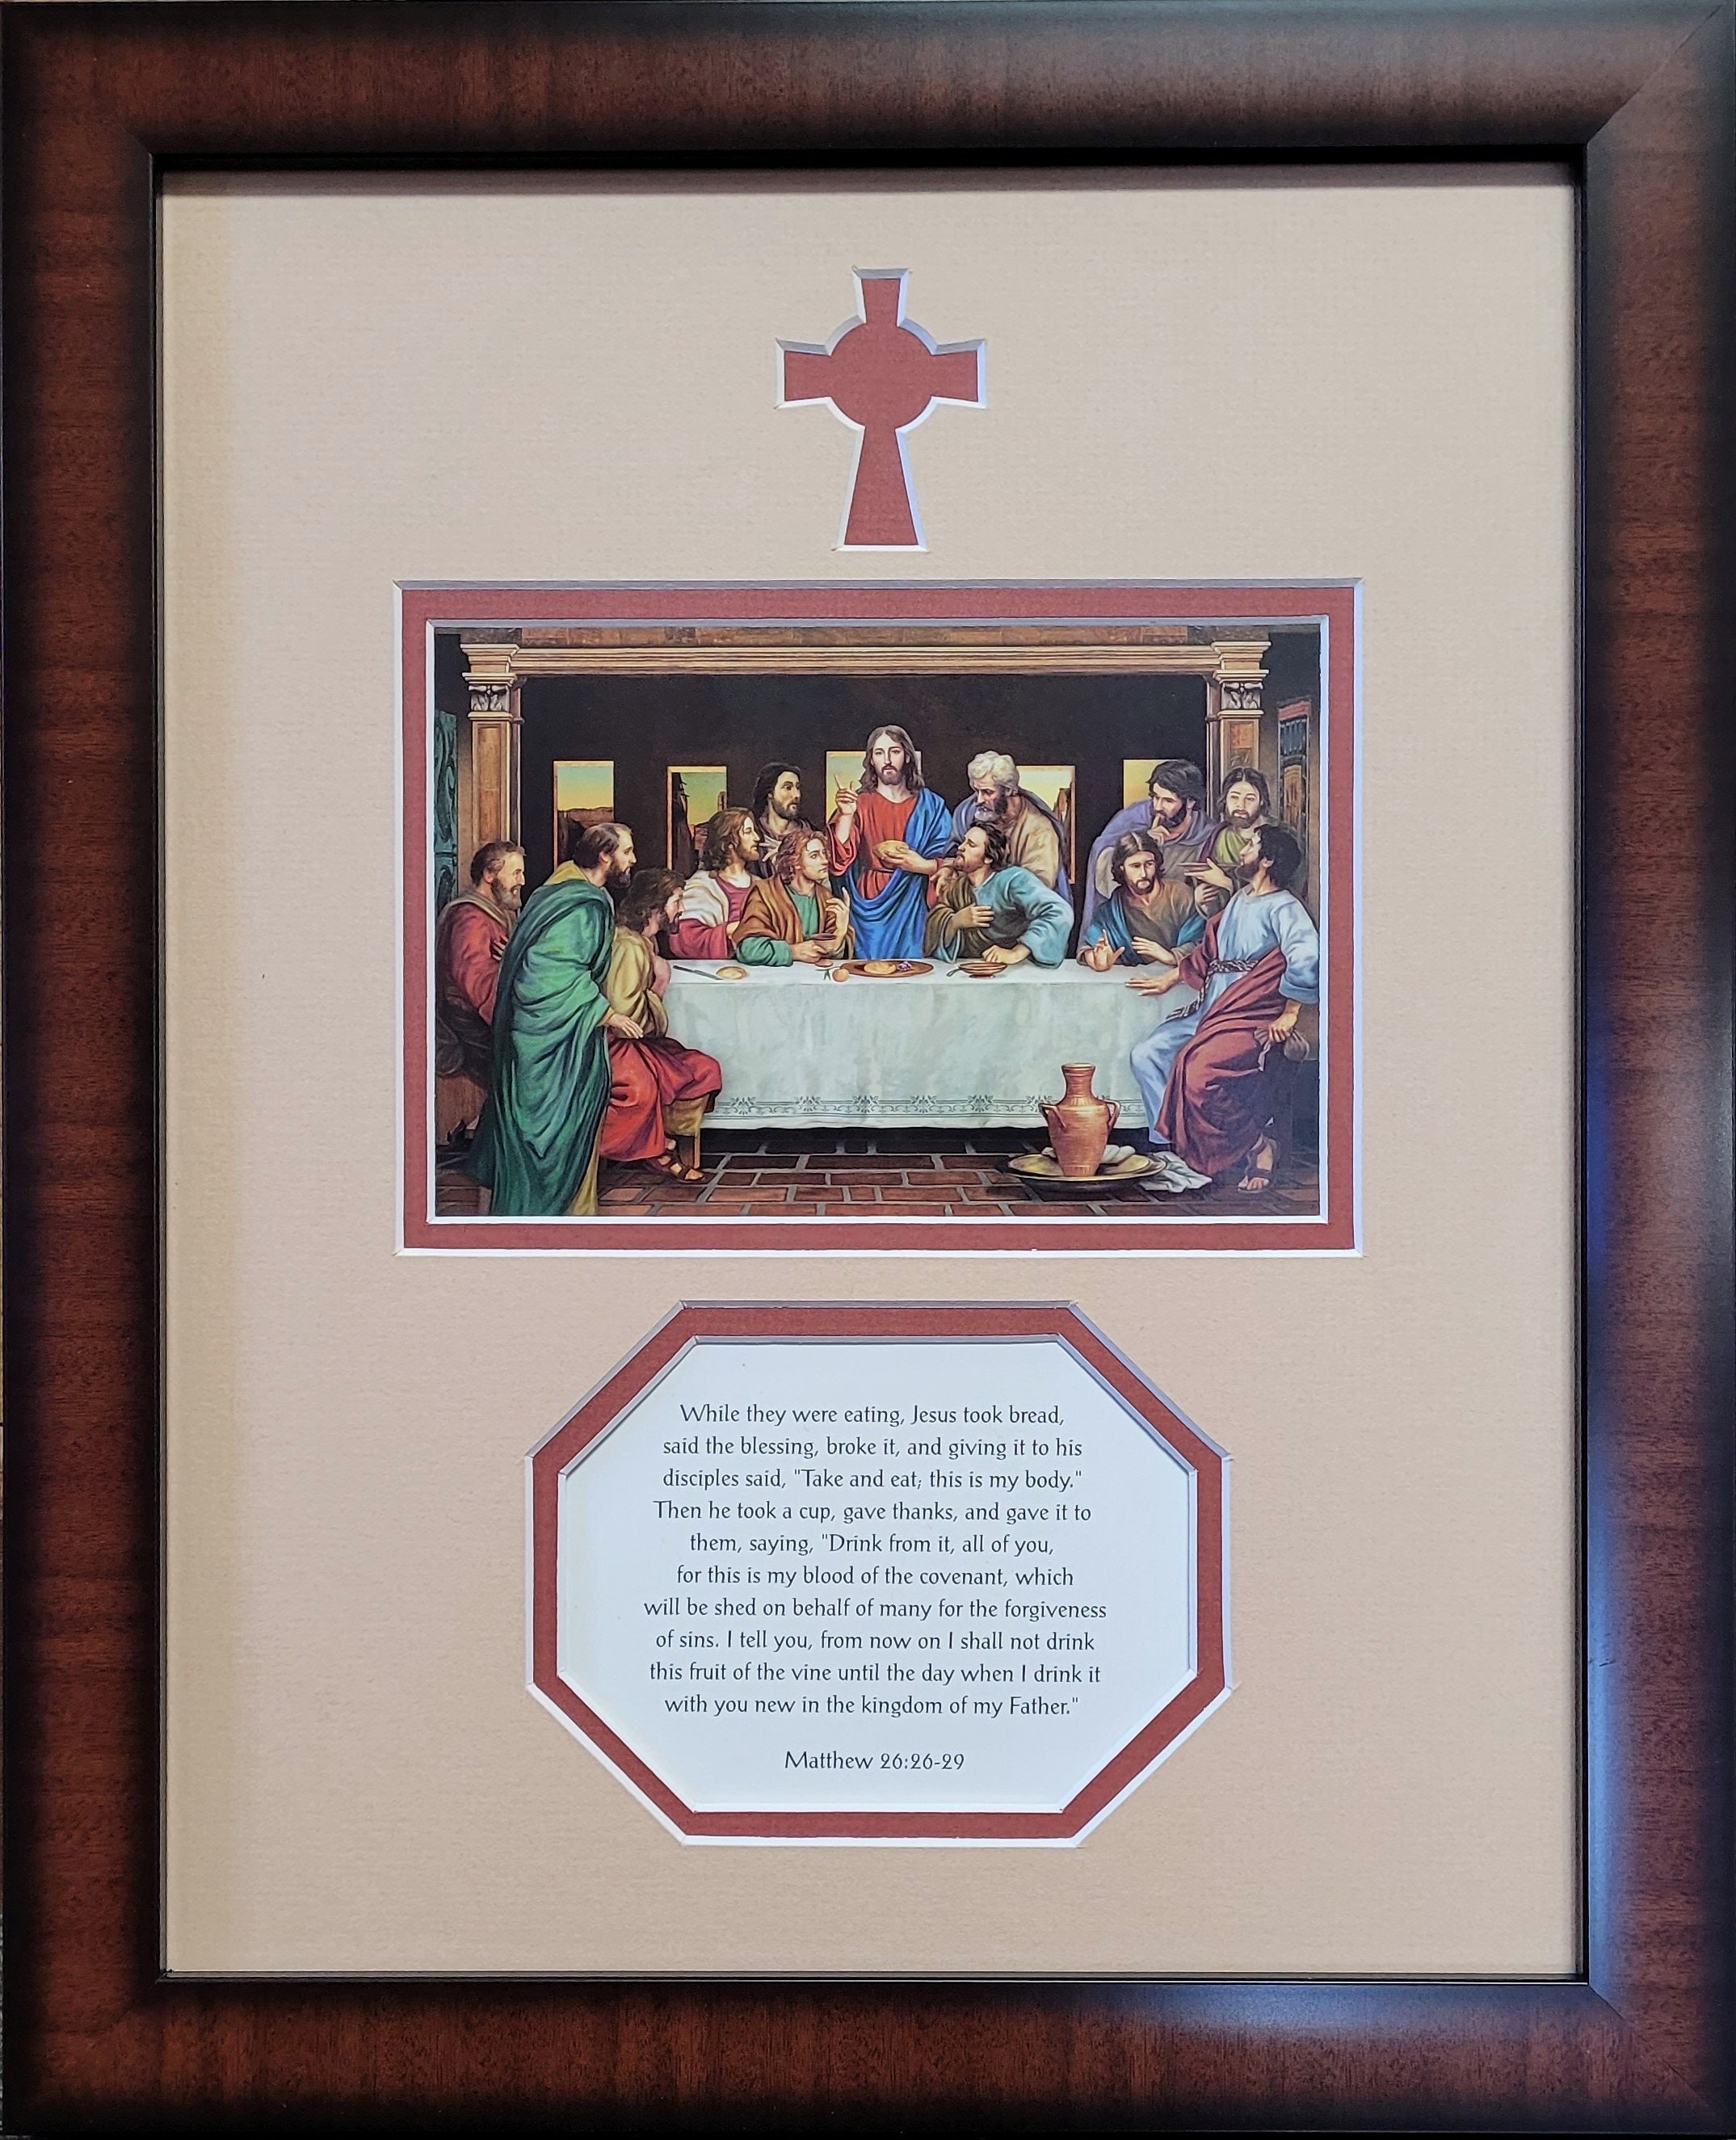 While they were eating, Jesus took bread,
said the blessing, broke it, and giving it to his
disciples said, "Take and eat; this is my body."
Then he took a cup, gave thanks, and gave it to
them, saying, "Drink from it, all of you,
for this is my blood of the covenant, which
will be shed on behalf of many for the forgiveness
of sins. I tell you, from now on I shall not drink
this fruit of the vine until the day when I drink it
with you new in the kingdom of my Father."
Matthew 26:26-29